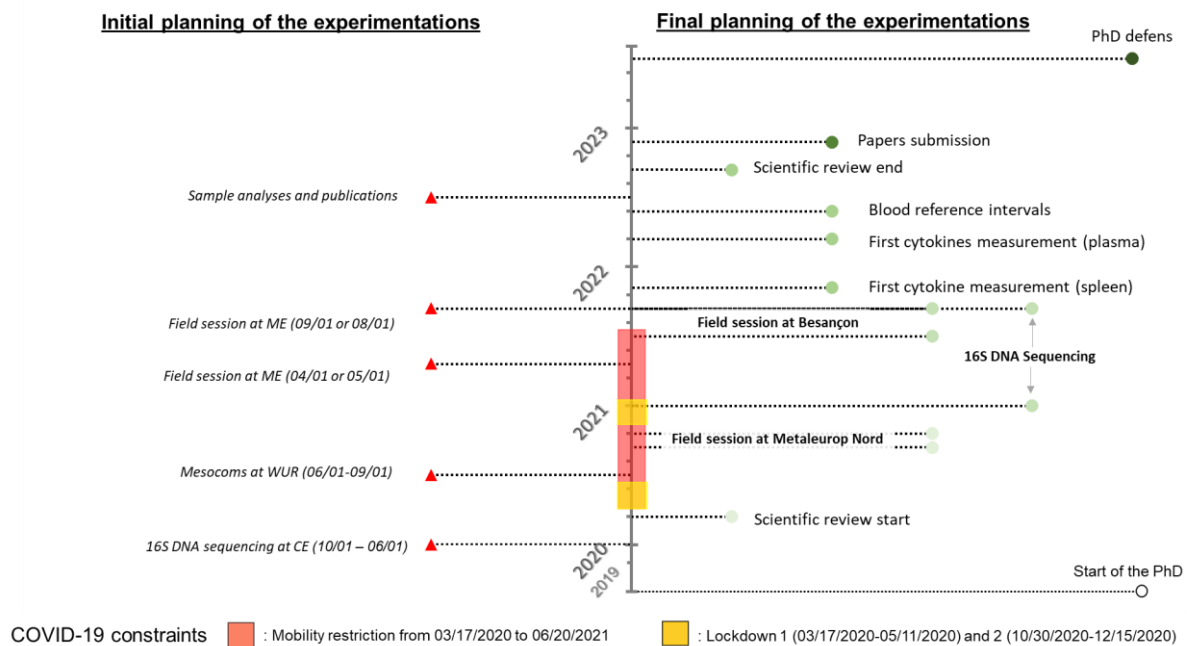 Initial planning of the experimentations
Final planning of the experimentations
PhD defens
2023
Papers submission
Scientific review end
Sample analyses and publications
Blood reference intervals
First cytokines measurement (plasma)
2022
First cytokine measurement (spleen)
Field session at ME (09/01 or 08/01)
Field session at Besançon
16S DNA Sequencing
Field session at ME (04/01 or 05/01)
2021
Field session at Metaleurop Nord
Mesocoms at WUR (06/01-09/01)
Scientific review start
16S DNA sequencing at CE (10/01 – 06/01)
2020
2019
Start of the PhD
COVID-19 constraints
: Mobility restriction from 03/17/2020 to 06/20/2021
: Lockdown 1 (03/17/2020-05/11/2020) and 2 (10/30/2020-12/15/2020)